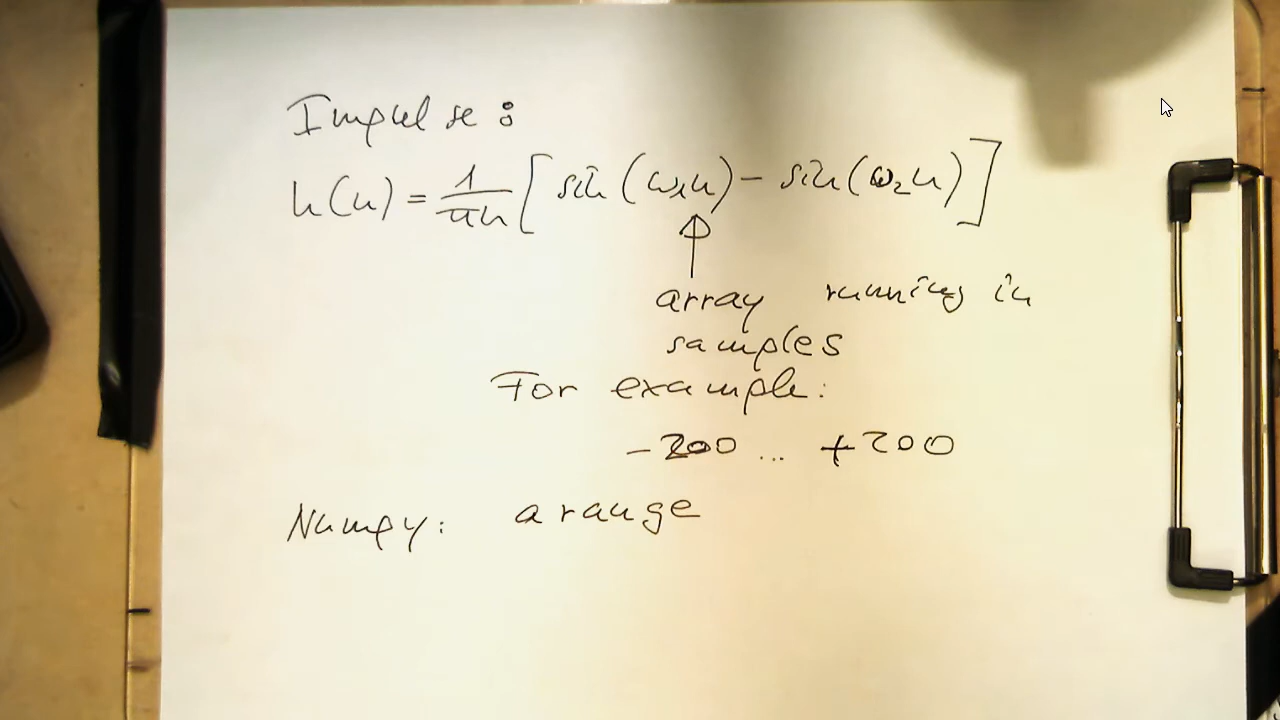 Impulse:
h(n) = 1/πn [sin(ω₁n) - sin(ω₂n)]
↑
array running in
samples
For example:
-200 ... +200
Numpy: arange